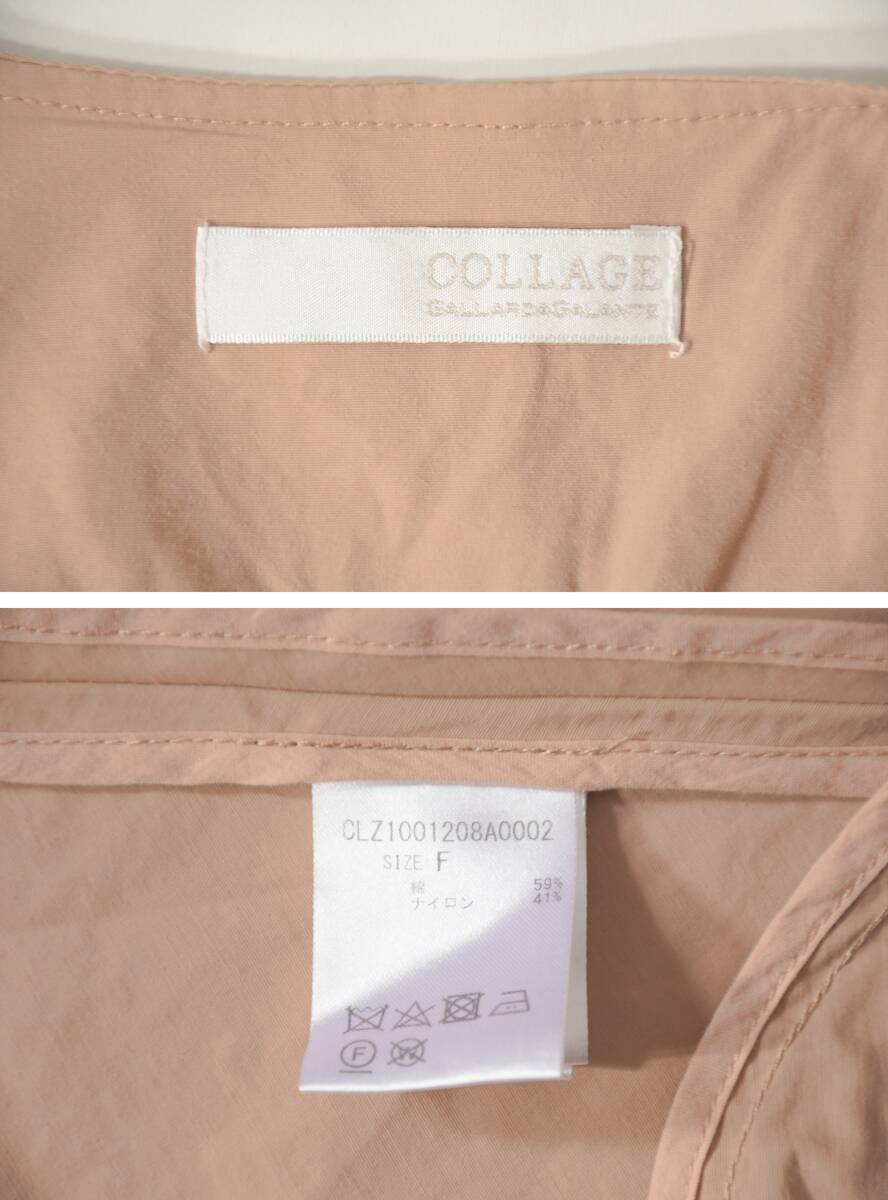 COLLAGE
GALLARDAGALANTE
CLZ1001208A0002
SIZE F
綿 59%
ナイロン 41%
F W